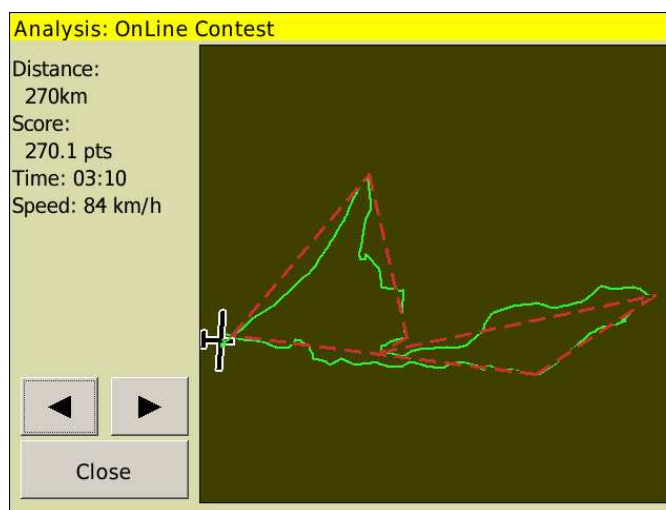 Analysis: OnLine Contest
Distance:
270km
Score:
270.1 pts
Time: 03:10
Speed: 84 km/h
Close